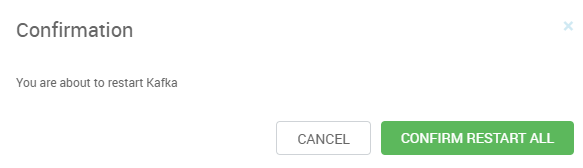 Confirmation
×
You are about to restart Kafka
CANCEL
CONFIRM RESTART ALL